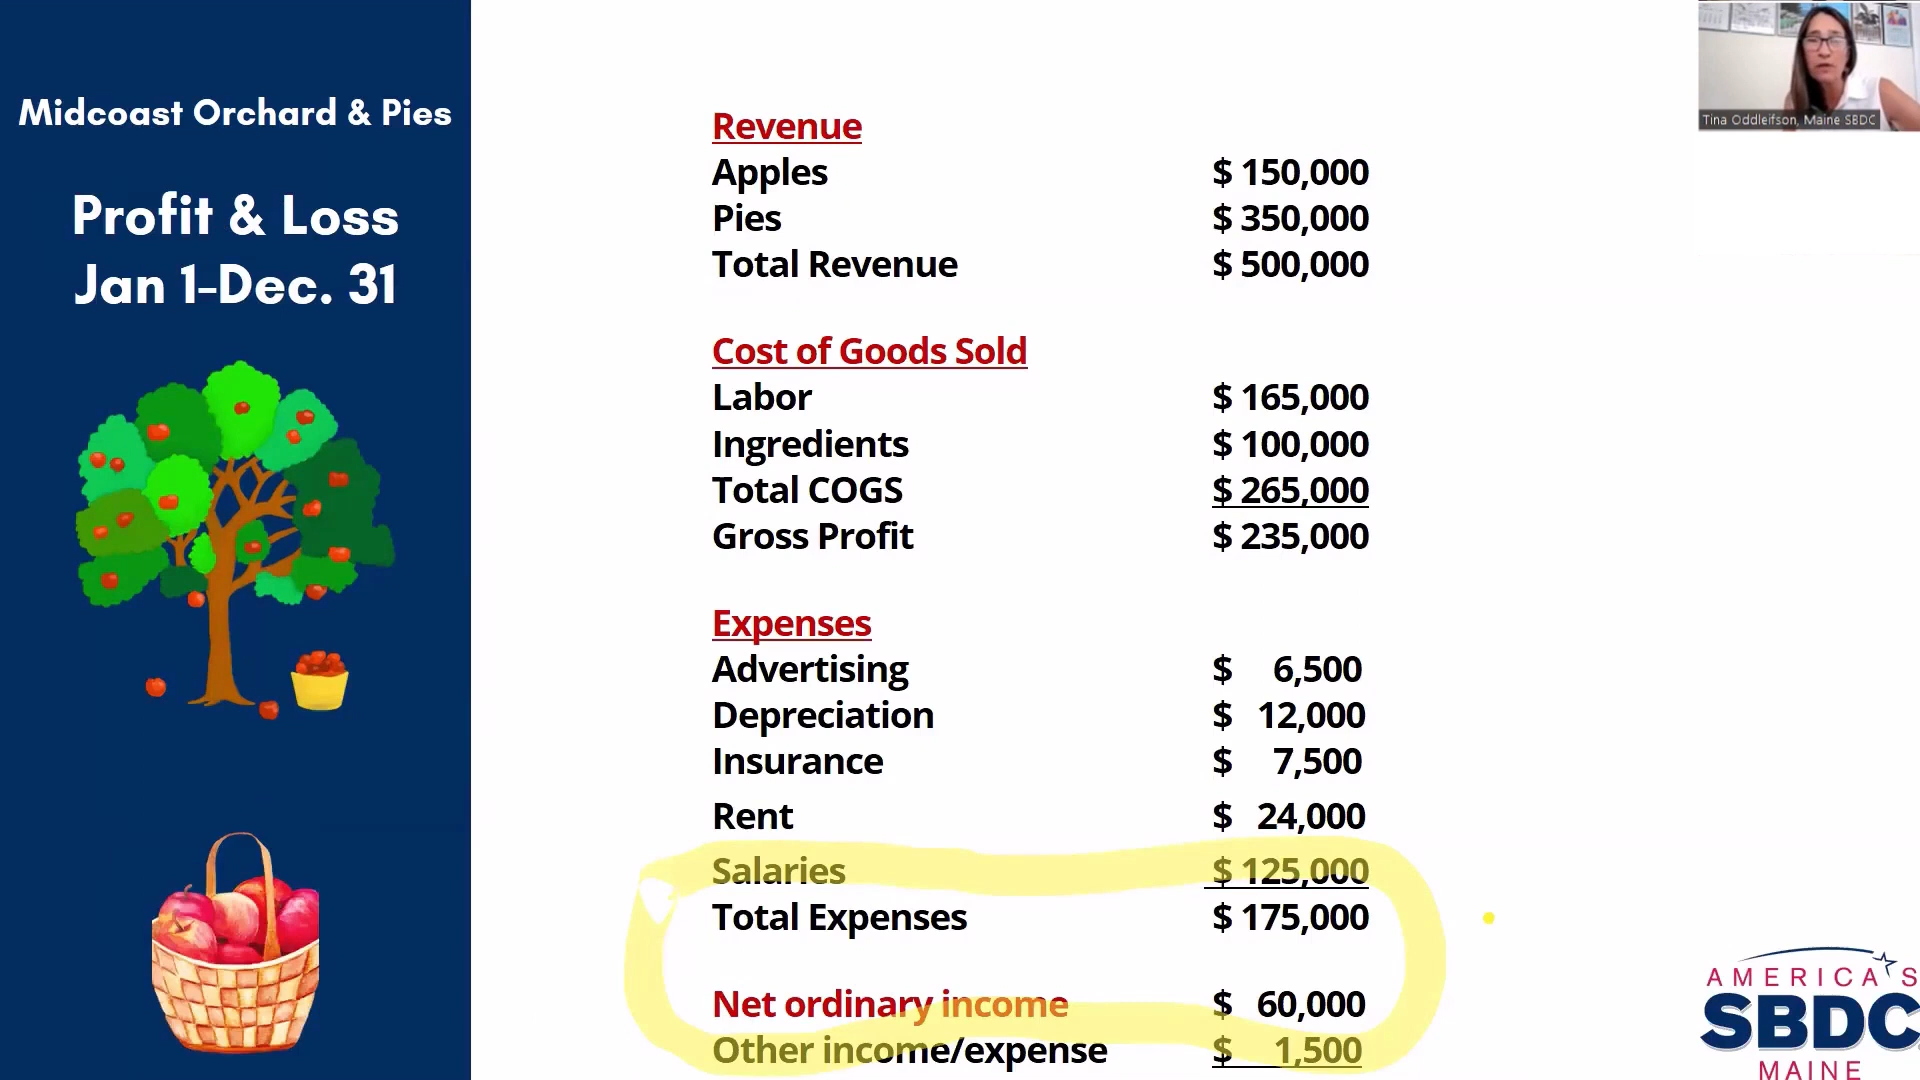 Midcoast Orchard & Pies
Profit & Loss
Jan 1-Dec. 31
Revenue
Apples $ 150,000
Pies $ 350,000
Total Revenue $ 500,000
Cost of Goods Sold
Labor $ 165,000
Ingredients $ 100,000
Total COGS $ 265,000
Gross Profit $ 235,000
Expenses
Advertising $ 6,500
Depreciation $ 12,000
Insurance $ 7,500
Rent $ 24,000
Salaries $ 125,000
Total Expenses $ 175,000
Net ordinary income $ 60,000
Other income/expense $ 1,500
Tina Oddleifson, Maine SBDC
AMERICA'S
SBDC
MAINE